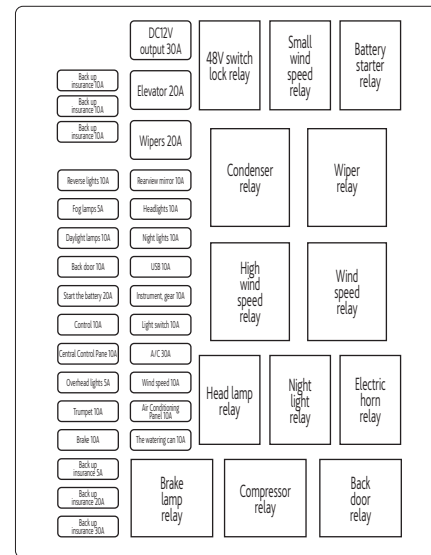 DC12V
output 30A
48V switch
lock relay
Small
wind
speed
relay
Battery
starter
relay
Back up
insurance 10A
Back up
insurance 10A
Back up
insurance 10A
Elevator 20A
Wipers 20A
Condenser
relay
Wiper
relay
Reverse lights 10A
Rearview mirror 10A
Fog lamps 5A
Headlights 10A
Daylight lamps 10A
Night lights 10A
Back door 10A
USB 10A
High
wind
speed
relay
Wind
speed
relay
Start the battery 20A
Instrument, gear 10A
Control 10A
Light switch 10A
Central Control Pane 10A
A/C 30A
Overhead lights 5A
Wind speed 10A
Head lamp
relay
Night
light
relay
Electric
horn
relay
Trumpet 10A
Air Conditioning
Panel 10A
Brake 10A
The watering can 10A
Back up
insurance 5A
Back up
insurance 20A
Back up
insurance 30A
Brake
lamp
relay
Compressor
relay
Back
door
relay